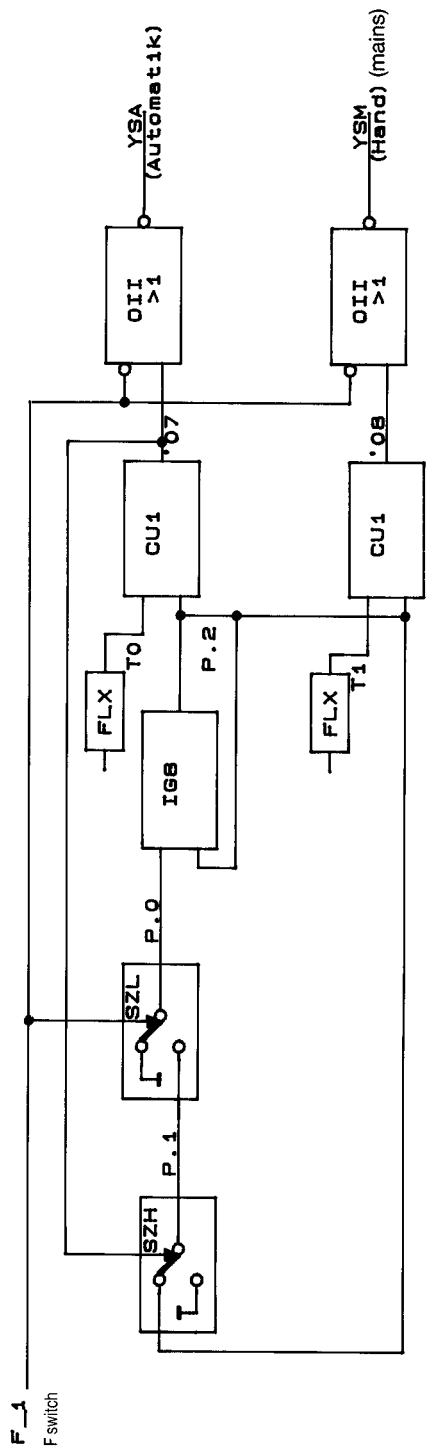 F_1
F switch
SZH
P.1
SZL
P.0
IG8
P.2
FLX
T0
CU1
'07
OII
>1
YSA
(Automatik)
FLX
T1
CU1
'08
OII
>1
YSM
(Hand) (mains)